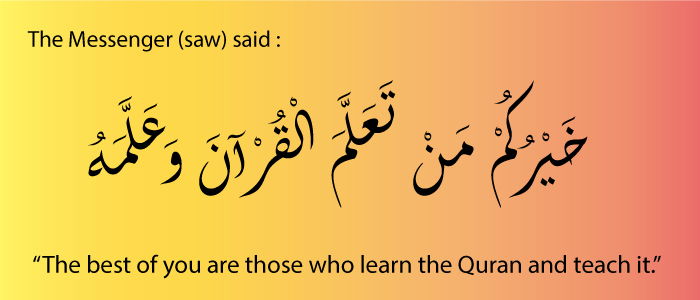 The Messenger (saw) said :
خَيْرُكُمْ مَنْ تَعَلَّمَ الْقُرْآنَ وَعَلَّمَهُ
“The best of you are those who learn the Quran and teach it.”